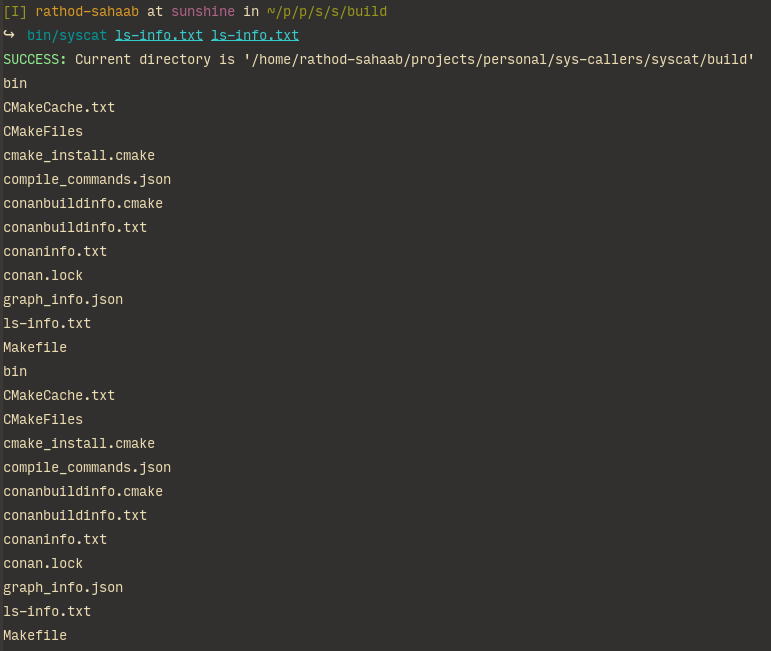 [I] rathod-sahaab at sunshine in ~/p/p/s/s/build
↪ bin/syscat ls-info.txt ls-info.txt
SUCCESS: Current directory is '/home/rathod-sahaab/projects/personal/sys-callers/syscat/build'
bin
CMakeCache.txt
CMakeFiles
cmake_install.cmake
compile_commands.json
conanbuildinfo.cmake
conanbuildinfo.txt
conaninfo.txt
conan.lock
graph_info.json
ls-info.txt
Makefile
bin
CMakeCache.txt
CMakeFiles
cmake_install.cmake
compile_commands.json
conanbuildinfo.cmake
conanbuildinfo.txt
conaninfo.txt
conan.lock
graph_info.json
ls-info.txt
Makefile